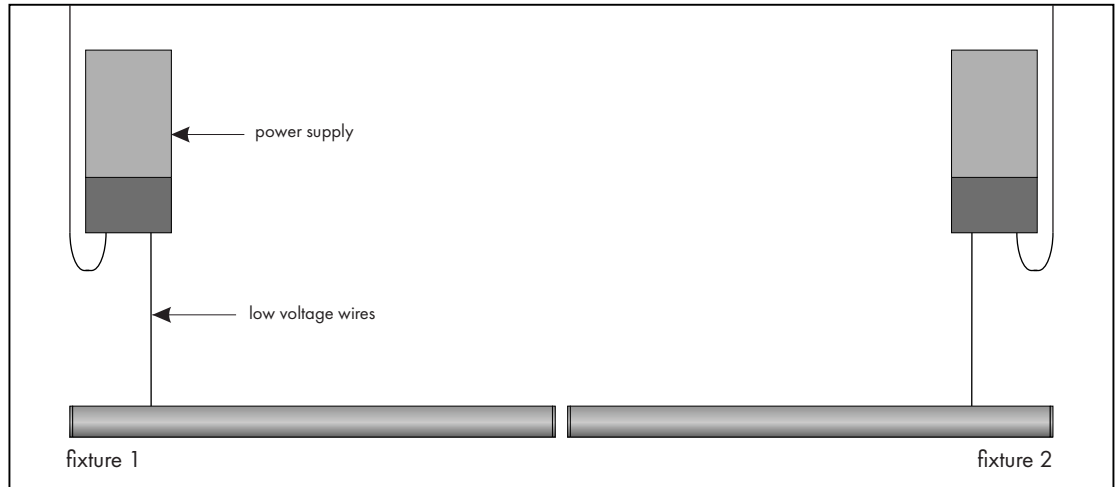 power supply
low voltage wires
fixture 1
fixture 2